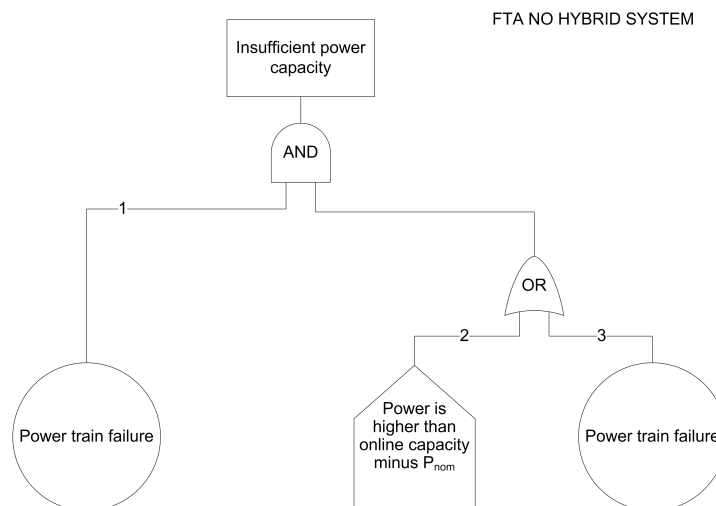 FTA NO HYBRID SYSTEM
Insufficient power
capacity
AND
1
OR
2
3
Power train failure
Power is
higher than
online capacity
minus Pnom
Power train failure